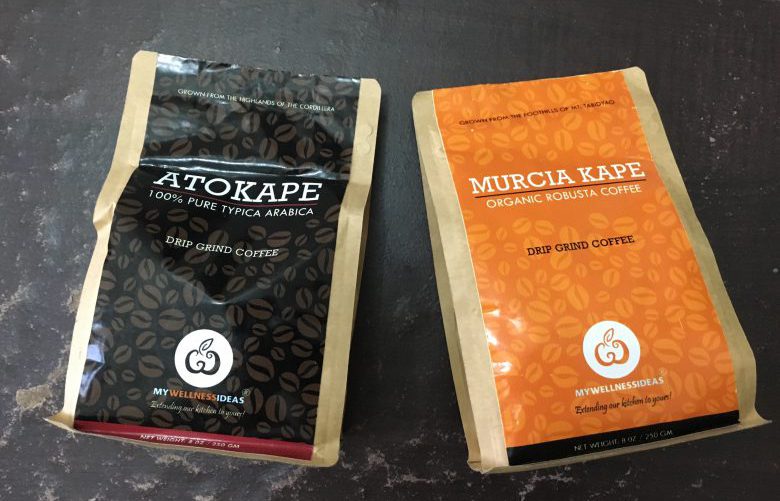 GROWN FROM THE HIGHLANDS OF THE CORDILLERA
ATOKAPE
100% PURE TYPICA ARABICA
DRIP GRIND COFFEE
MYWELLNESSIDEAS®
Extending our kitchen to yours!
NET WEIGHT: 8 OZ / 250 GM
GROWN FROM THE FOOTHILLS OF MT. TABOYAO
MURCIA KAPE
ORGANIC ROBUSTA COFFEE
DRIP GRIND COFFEE
MYWELLNESSIDEAS®
Extending our kitchen to yours!
NET WEIGHT: 8 OZ / 250 GM